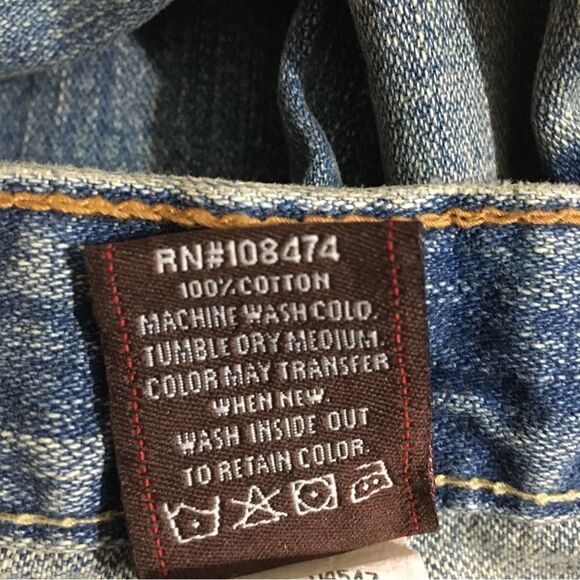 RN#108474
100% COTTON
MACHINE WASH COLD.
TUMBLE DRY MEDIUM.
COLOR MAY TRANSFER
WHEN NEW.
WASH INSIDE OUT
TO RETAIN COLOR.